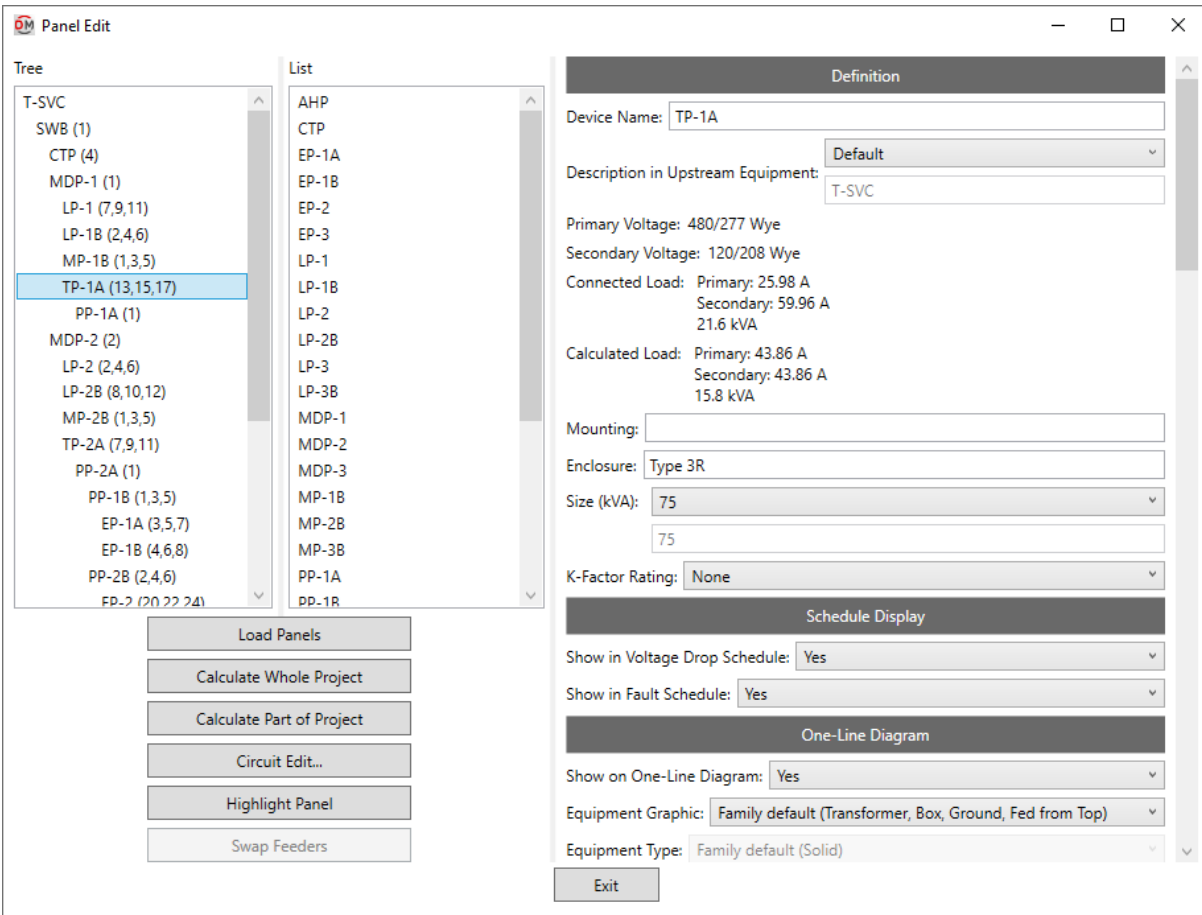 DM Panel Edit
Tree
T-SVC
SWB (1)
CTP (4)
MDP-1 (1)
LP-1 (7,9,11)
LP-1B (2,4,6)
MP-1B (1,3,5)
TP-1A (13,15,17)
PP-1A (1)
MDP-2 (2)
LP-2 (2,4,6)
LP-2B (8,10,12)
MP-2B (1,3,5)
TP-2A (7,9,11)
PP-2A (1)
PP-1B (1,3,5)
EP-1A (3,5,7)
EP-1B (4,6,8)
PP-2B (2,4,6)
EP-2 (20,22,24)
List
AHP
CTP
EP-1A
EP-1B
EP-2
EP-3
LP-1
LP-1B
LP-2
LP-2B
LP-3
LP-3B
MDP-1
MDP-2
MDP-3
MP-1B
MP-2B
MP-3B
PP-1A
PP-1B
Load Panels
Calculate Whole Project
Calculate Part of Project
Circuit Edit...
Highlight Panel
Swap Feeders
Definition
Device Name: TP-1A
Description in Upstream Equipment: Default
T-SVC
Primary Voltage: 480/277 Wye
Secondary Voltage: 120/208 Wye
Connected Load: Primary: 25.98 A
Secondary: 59.96 A
21.6 kVA
Calculated Load: Primary: 43.86 A
Secondary: 43.86 A
15.8 kVA
Mounting:
Enclosure: Type 3R
Size (kVA): 75
75
K-Factor Rating: None
Schedule Display
Show in Voltage Drop Schedule: Yes
Show in Fault Schedule: Yes
One-Line Diagram
Show on One-Line Diagram: Yes
Equipment Graphic: Family default (Transformer, Box, Ground, Fed from Top)
Equipment Type: Family default (Solid)
Exit